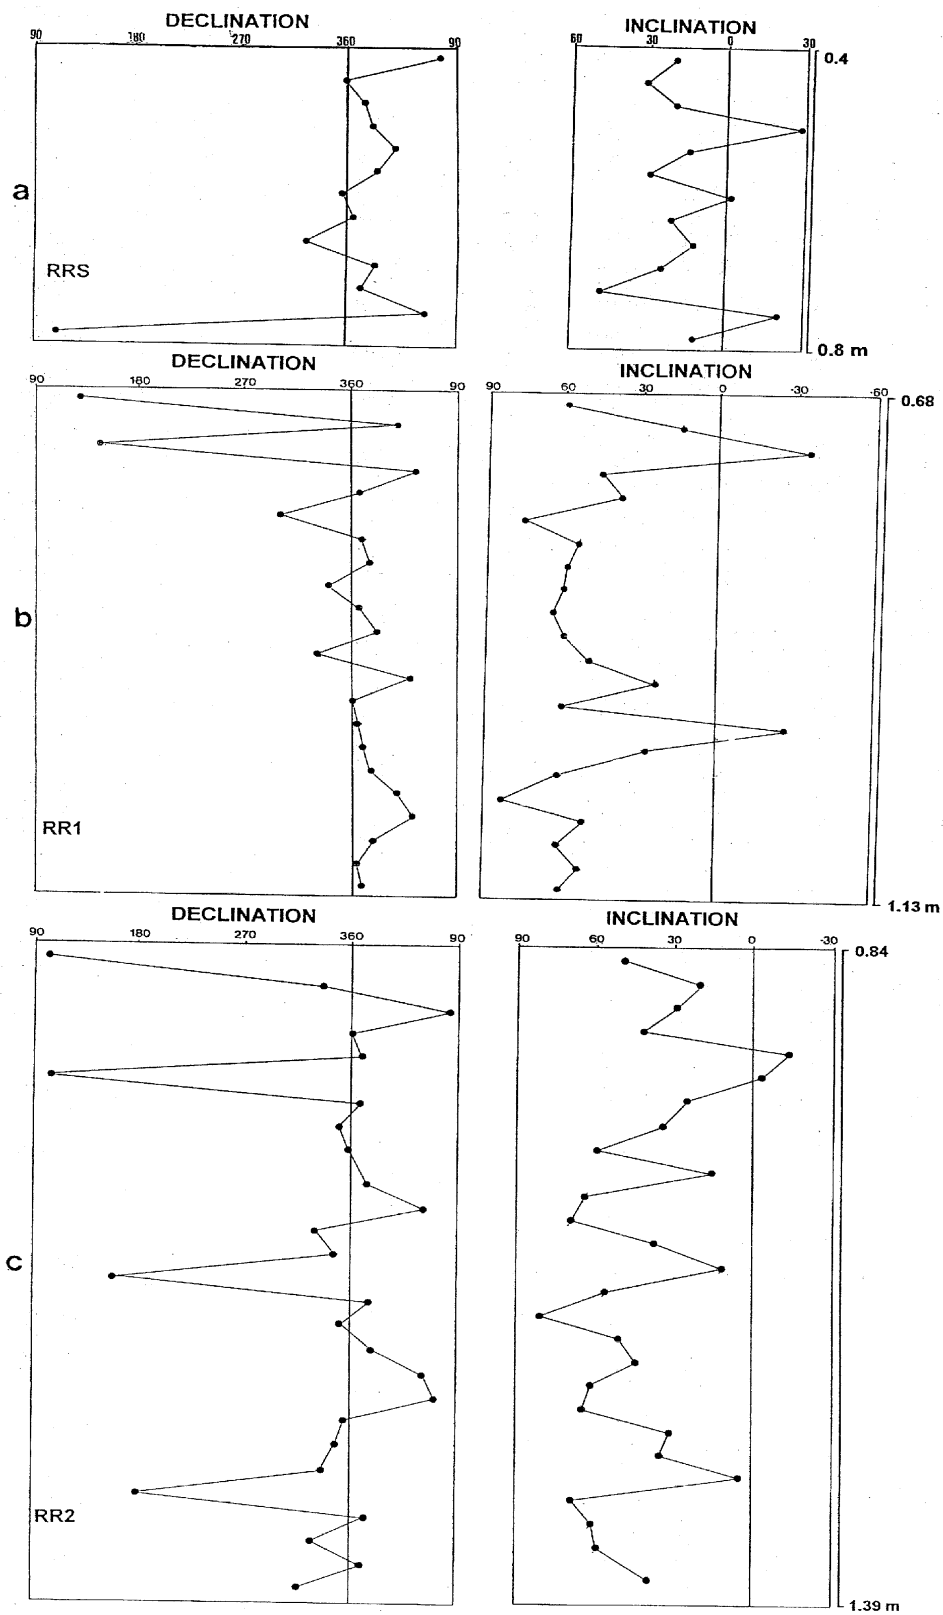 DECLINATION INCLINATION
90 180 270 360 90 60 30 0 30
0.4
a
RRS
0.8 m
DECLINATION INCLINATION
90 180 270 360 90 90 60 30 0 -30 -60
0.68
b
RR1
1.13 m
DECLINATION INCLINATION
90 180 270 360 90 90 60 30 0 -30
0.84
c
RR2
1.39 m